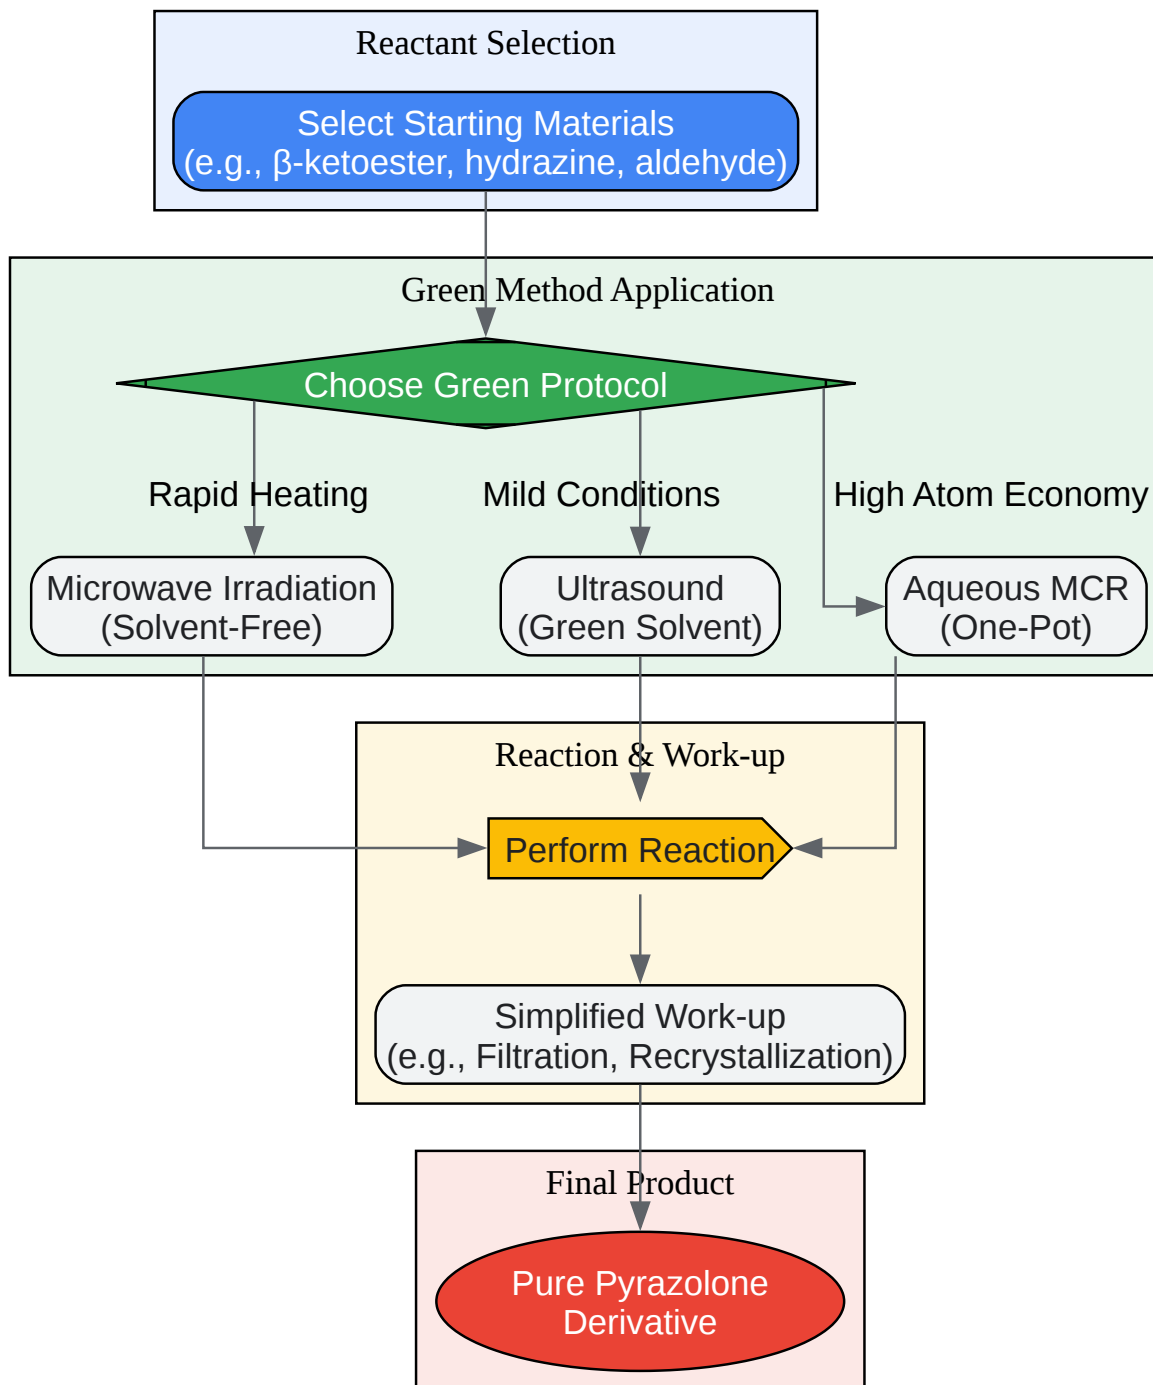 Reactant Selection
Select Starting Materials
(e.g., β-ketoester, hydrazine, aldehyde)
Green Method Application
Choose Green Protocol
Rapid Heating
Mild Conditions
High Atom Economy
Microwave Irradiation
(Solvent-Free)
Ultrasound
(Green Solvent)
Aqueous MCR
(One-Pot)
Reaction & Work-up
Perform Reaction
Simplified Work-up
(e.g., Filtration, Recrystallization)
Final Product
Pure Pyrazolone
Derivative